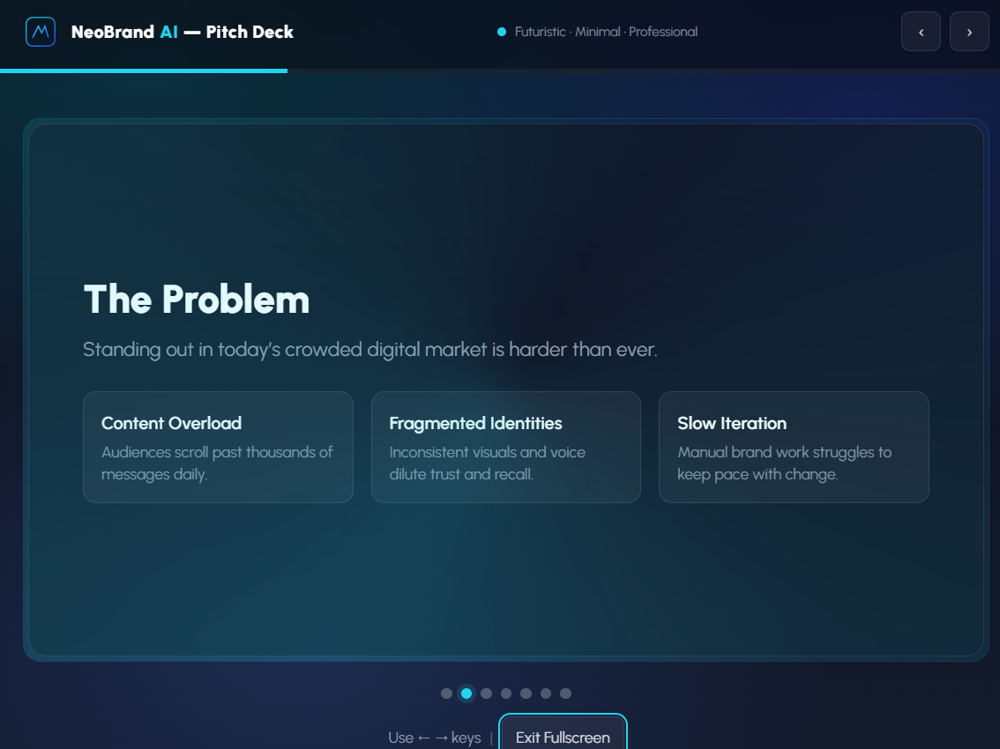 NeoBrand AI — Pitch Deck
Futuristic · Minimal · Professional
‹ ›
The Problem
Standing out in today’s crowded digital market is harder than ever.
Content Overload
Audiences scroll past thousands of
messages daily.
Fragmented Identities
Inconsistent visuals and voice
dilute trust and recall.
Slow Iteration
Manual brand work struggles to
keep pace with change.
Use ← → keys | Exit Fullscreen